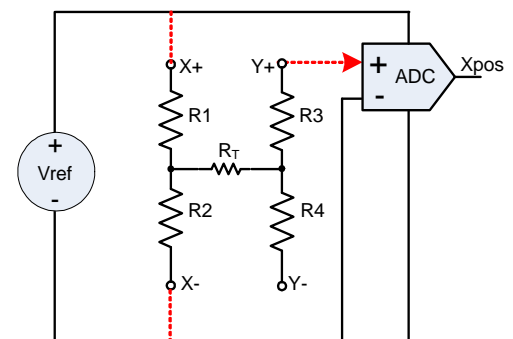 X+
Y+
+
-
ADC
Xpos
R1
R3
RT
+
Vref
-
R2
R4
X-
Y-